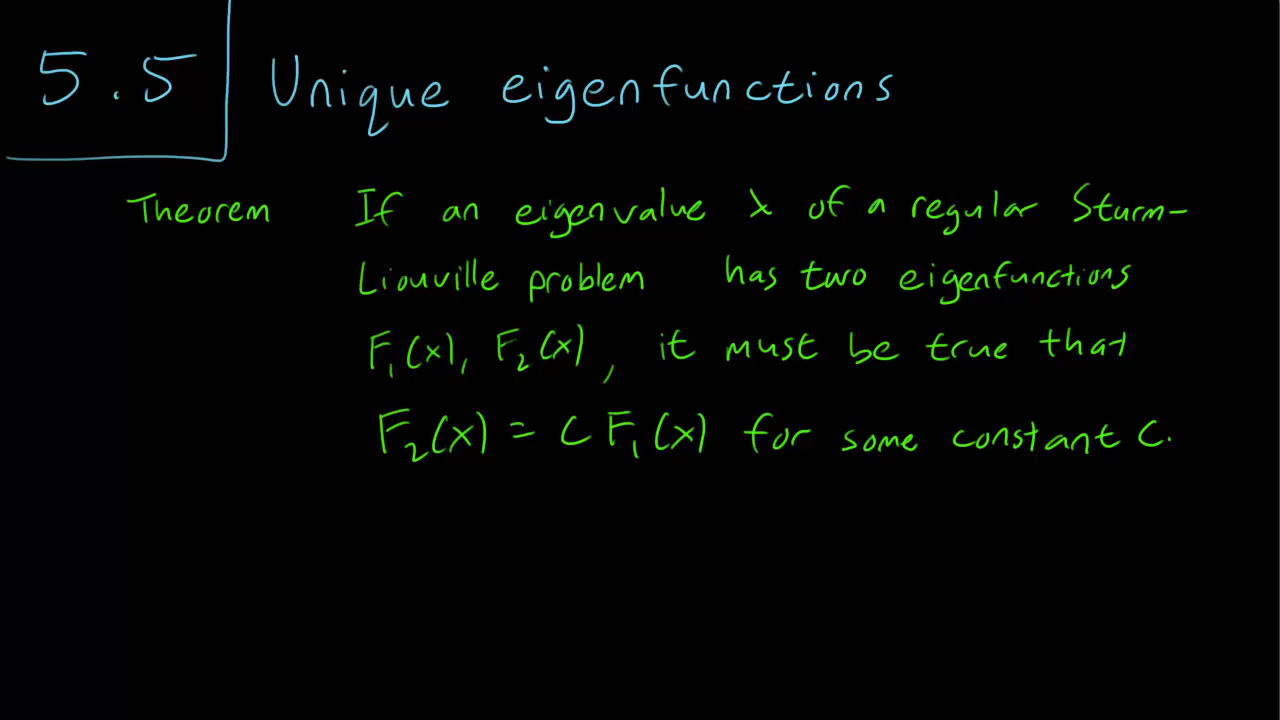 5.5 Unique eigenfunctions
Theorem If an eigenvalue λ of a regular Sturm-
Liouville problem has two eigenfunctions
F₁(x), F₂(x), it must be true that
F₂(x) = C F₁(x) for some constant C.